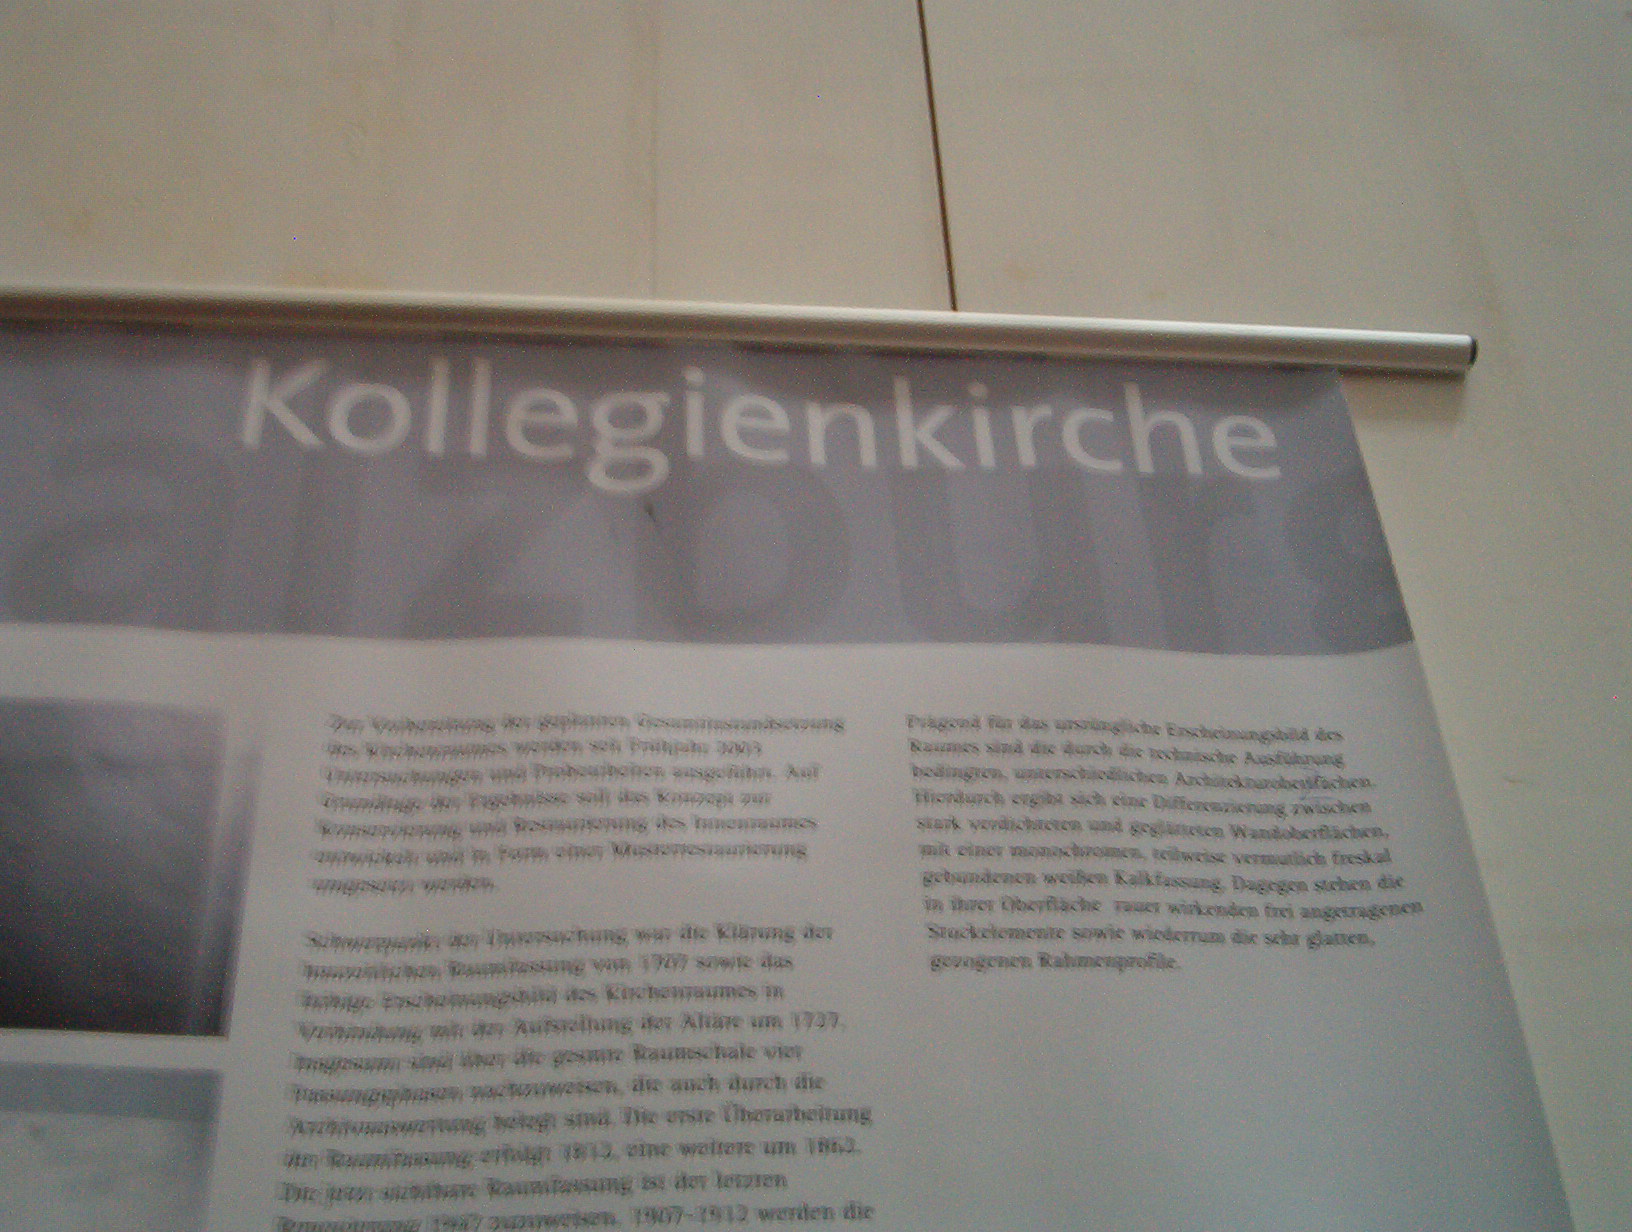 Kollegienkirche
alzburg
Zur Vorbereitung der geplanten Gesamtinstandsetzung
des Kirchenraumes werden seit Frühjahr 2003
Untersuchungen und Probearbeiten ausgeführt. Auf
Grundlage der Ergebnisse soll das Konzept zur
Konservierung und Restaurierung des Innenraumes
entwickelt und in Form einer Musterrestaurierung
umgesetzt werden.
Schwerpunkt der Untersuchung war die Klärung der
bauzeitlichen Raumfassung von 1707 sowie das
farbige Erscheinungsbild des Kirchenraumes in
Verbindung mit der Aufstellung der Altäre um 1737.
Insgesamt sind über die gesamte Raumschale vier
Fassungsphasen nachzuweisen, die auch durch die
Archivauswertung belegt sind. Die erste Überarbeitung
der Raumfassung erfolgt eine weitere um
Die jetzt sichtbare Raumfassung ist der letzten
Renovierung zuzuweisen. 1907-1912 werden die
Prägend für das ursrüngliche Erscheinungsbild des
Raumes sind die durch die technische Ausführung
bedingten, unterschiedlichen Architekturoberflächen.
Hierdurch ergibt sich eine Differenzierung zwischen
stark verdichteten und geglätteten Wandoberflächen,
mit einer monochromen, teilweise vermutlich freskal
gebundenen weißen Kalkfassung. Dagegen stehen die
in ihrer Oberfläche rauer wirkenden frei angetragenen
Stuckelemente sowie wiederrum die sehr glatten,
gezogenen Rahmenprofile.